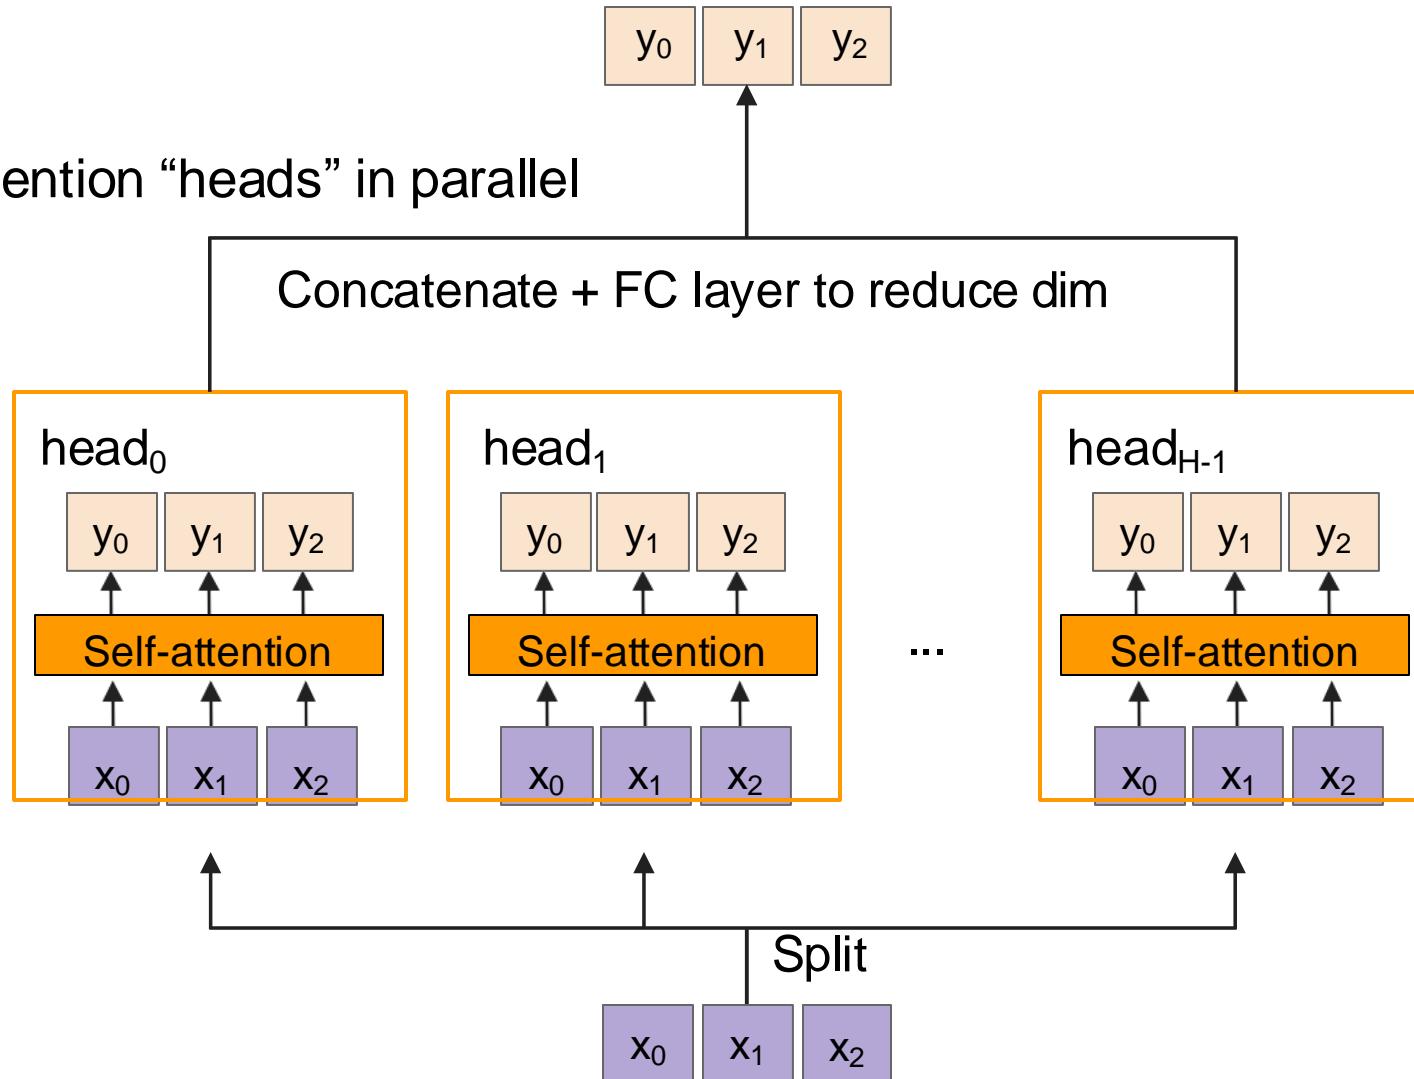 y₀ y₁ y₂
ention “heads” in parallel
Concatenate + FC layer to reduce dim
head₀ head₁ head_H-1
y₀ y₁ y₂ y₀ y₁ y₂ y₀ y₁ y₂
Self-attention Self-attention ... Self-attention
x₀ x₁ x₂ x₀ x₁ x₂ x₀ x₁ x₂
Split
x₀ x₁ x₂